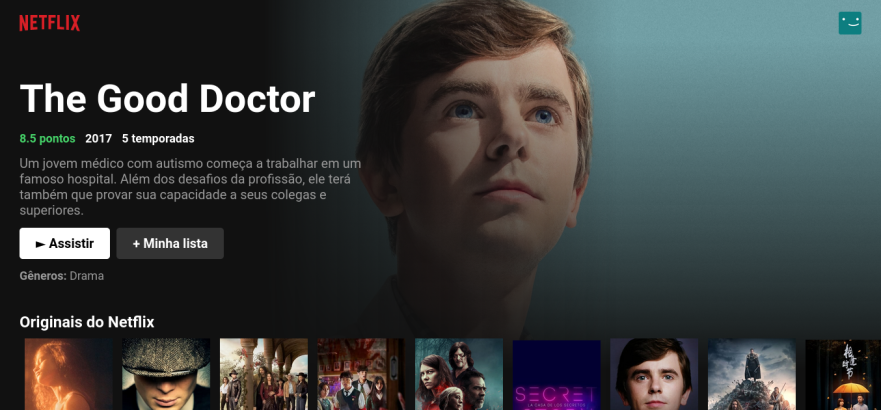 NETFLIX
The Good Doctor
8.5 pontos 2017 5 temporadas
Um jovem médico com autismo começa a trabalhar em um
famoso hospital. Além dos desafios da profissão, ele terá
também que provar sua capacidade a seus colegas e
superiores.
► Assistir + Minha lista
Gêneros: Drama
Originais do Netflix
SECRET